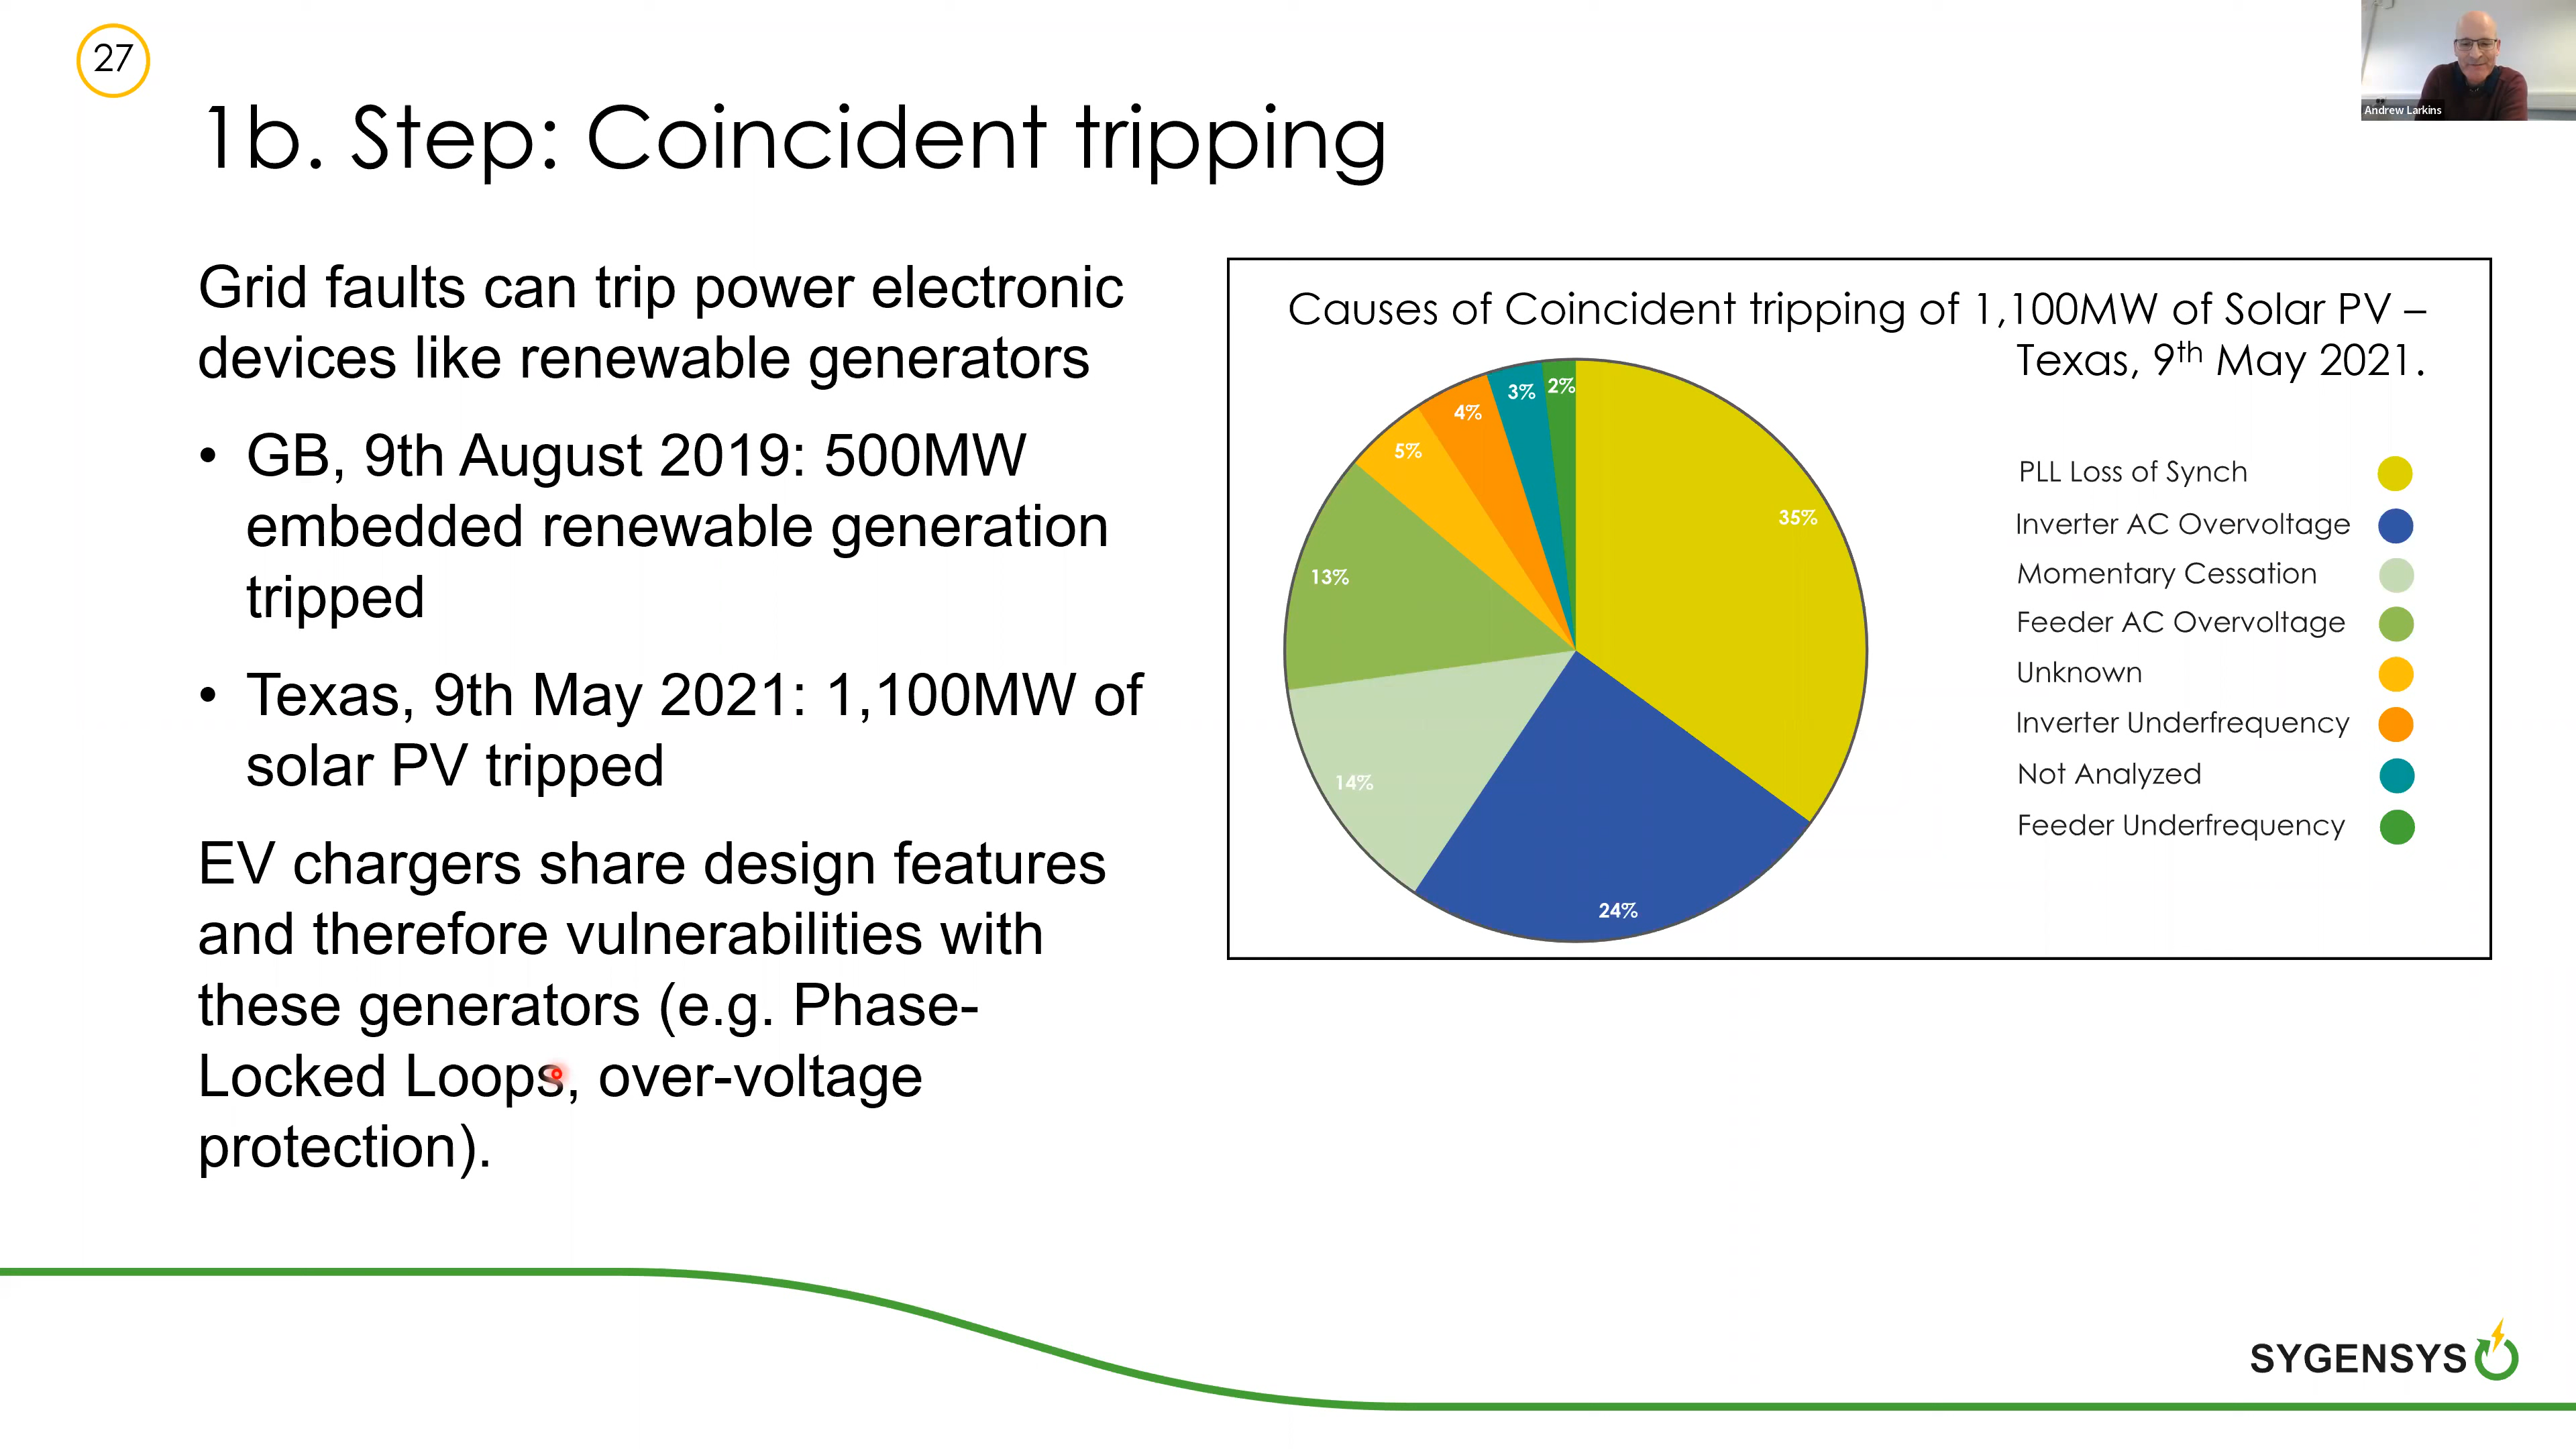 27
Andrew Larkins
1b. Step: Coincident tripping
Grid faults can trip power electronic
devices like renewable generators
• GB, 9th August 2019: 500MW
embedded renewable generation
tripped
• Texas, 9th May 2021: 1,100MW of
solar PV tripped
EV chargers share design features
and therefore vulnerabilities with
these generators (e.g. Phase-
Locked Loops, over-voltage
protection).
Causes of Coincident tripping of 1,100MW of Solar PV –
Texas, 9th May 2021.
35%
24%
14%
13%
5%
4%
3%
2%
PLL Loss of Synch
Inverter AC Overvoltage
Momentary Cessation
Feeder AC Overvoltage
Unknown
Inverter Underfrequency
Not Analyzed
Feeder Underfrequency
SYGENSYS